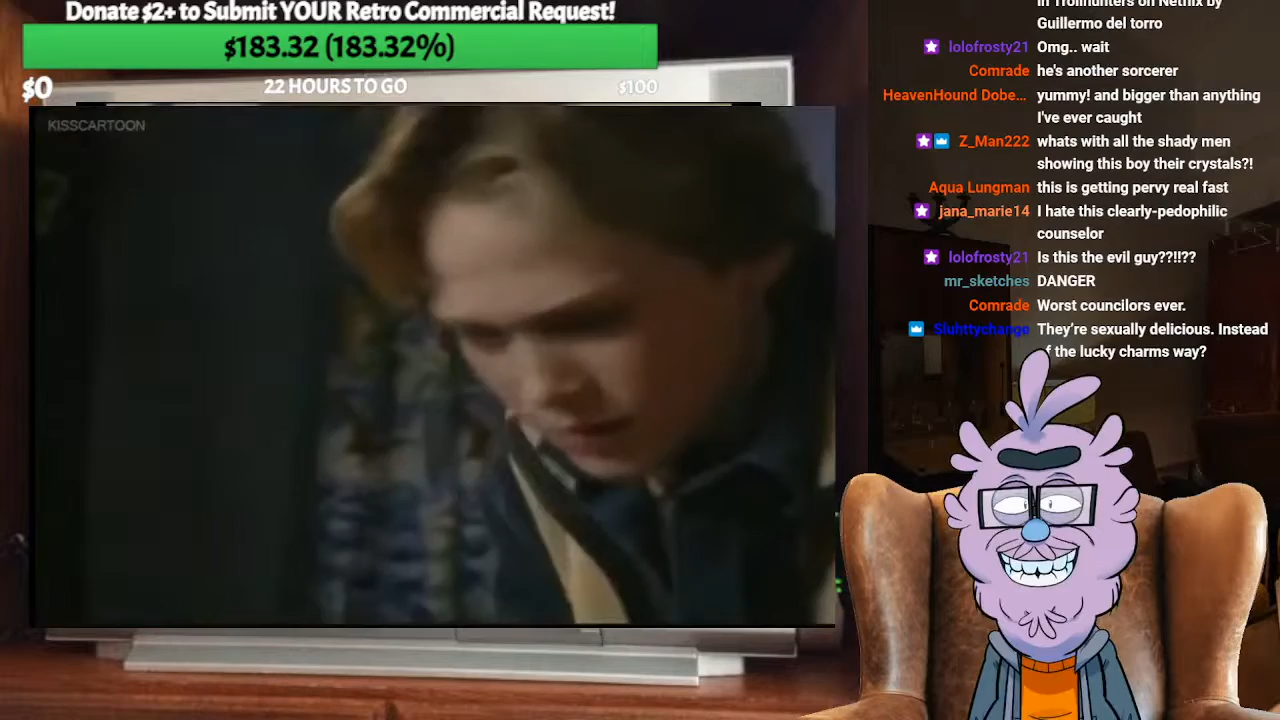 Donate $2+ to Submit YOUR Retro Commercial Request!
$183.32 (183.32%)
$0
22 HOURS TO GO
$100
KISSCARTOON
in Trollhunters on Netflix by
Guillermo del torro
lolofrosty21 Omg.. wait
Comrade he's another sorcerer
HeavenHound Dobe... yummy! and bigger than anything
I've ever caught
Z_Man222 whats with all the shady men
showing this boy their crystals?!
Aqua Lungman this is getting pervy real fast
jana_marie14 I hate this clearly-pedophilic
counselor
lolofrosty21 Is this the evil guy??!!??
mr_sketches DANGER
Comrade Worst councilors ever.
Sluhttychange They're sexually delicious. Instead
f the lucky charms way?